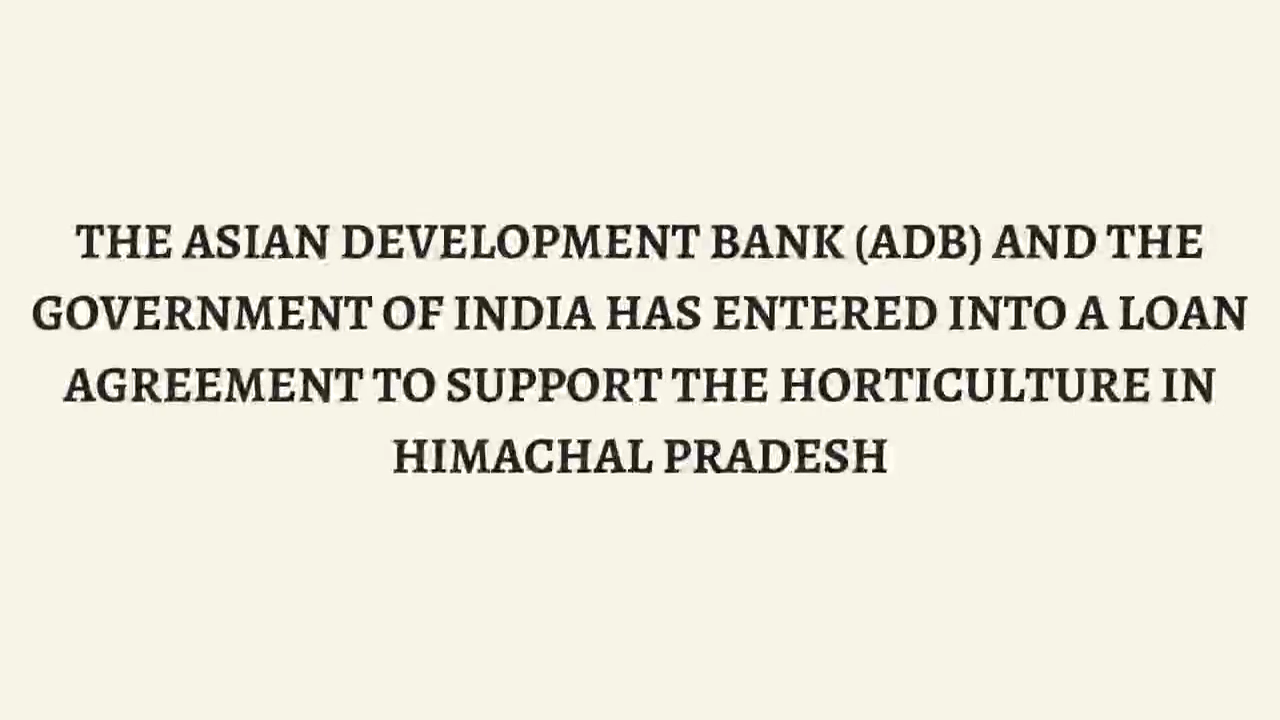 THE ASIAN DEVELOPMENT BANK (ADB) AND THE
GOVERNMENT OF INDIA HAS ENTERED INTO A LOAN
AGREEMENT TO SUPPORT THE HORTICULTURE IN
HIMACHAL PRADESH